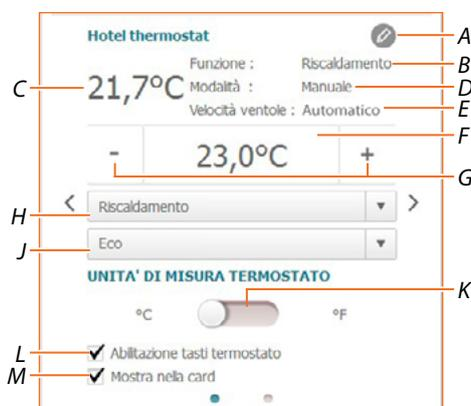 Hotel thermostat
A
Funzione : Riscaldamento
B
C
21,7°C
Modalità : Manuale
D
Velocità ventole : Automatico
E
F
- 23,0°C +
G
H
Riscaldamento
J
Eco
UNITA' DI MISURA TERMOSTATO
K
°C °F
L
Abilitazione tasti termostato
M
Mostra nella card